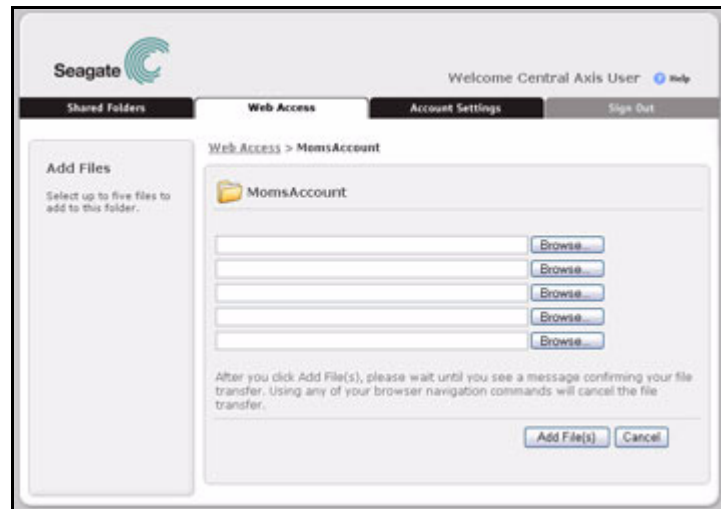 Seagate
Welcome Central Axis User ? Help
Shared Folders Web Access Account Settings Sign Out
Web Access > MomsAccount
Add Files
Select up to five files to
add to this folder.
MomsAccount
Browse...
Browse...
Browse...
Browse...
Browse...
After you click Add File(s), please wait until you see a message confirming your file
transfer. Using any of your browser navigation commands will cancel the file
transfer.
Add File(s) Cancel